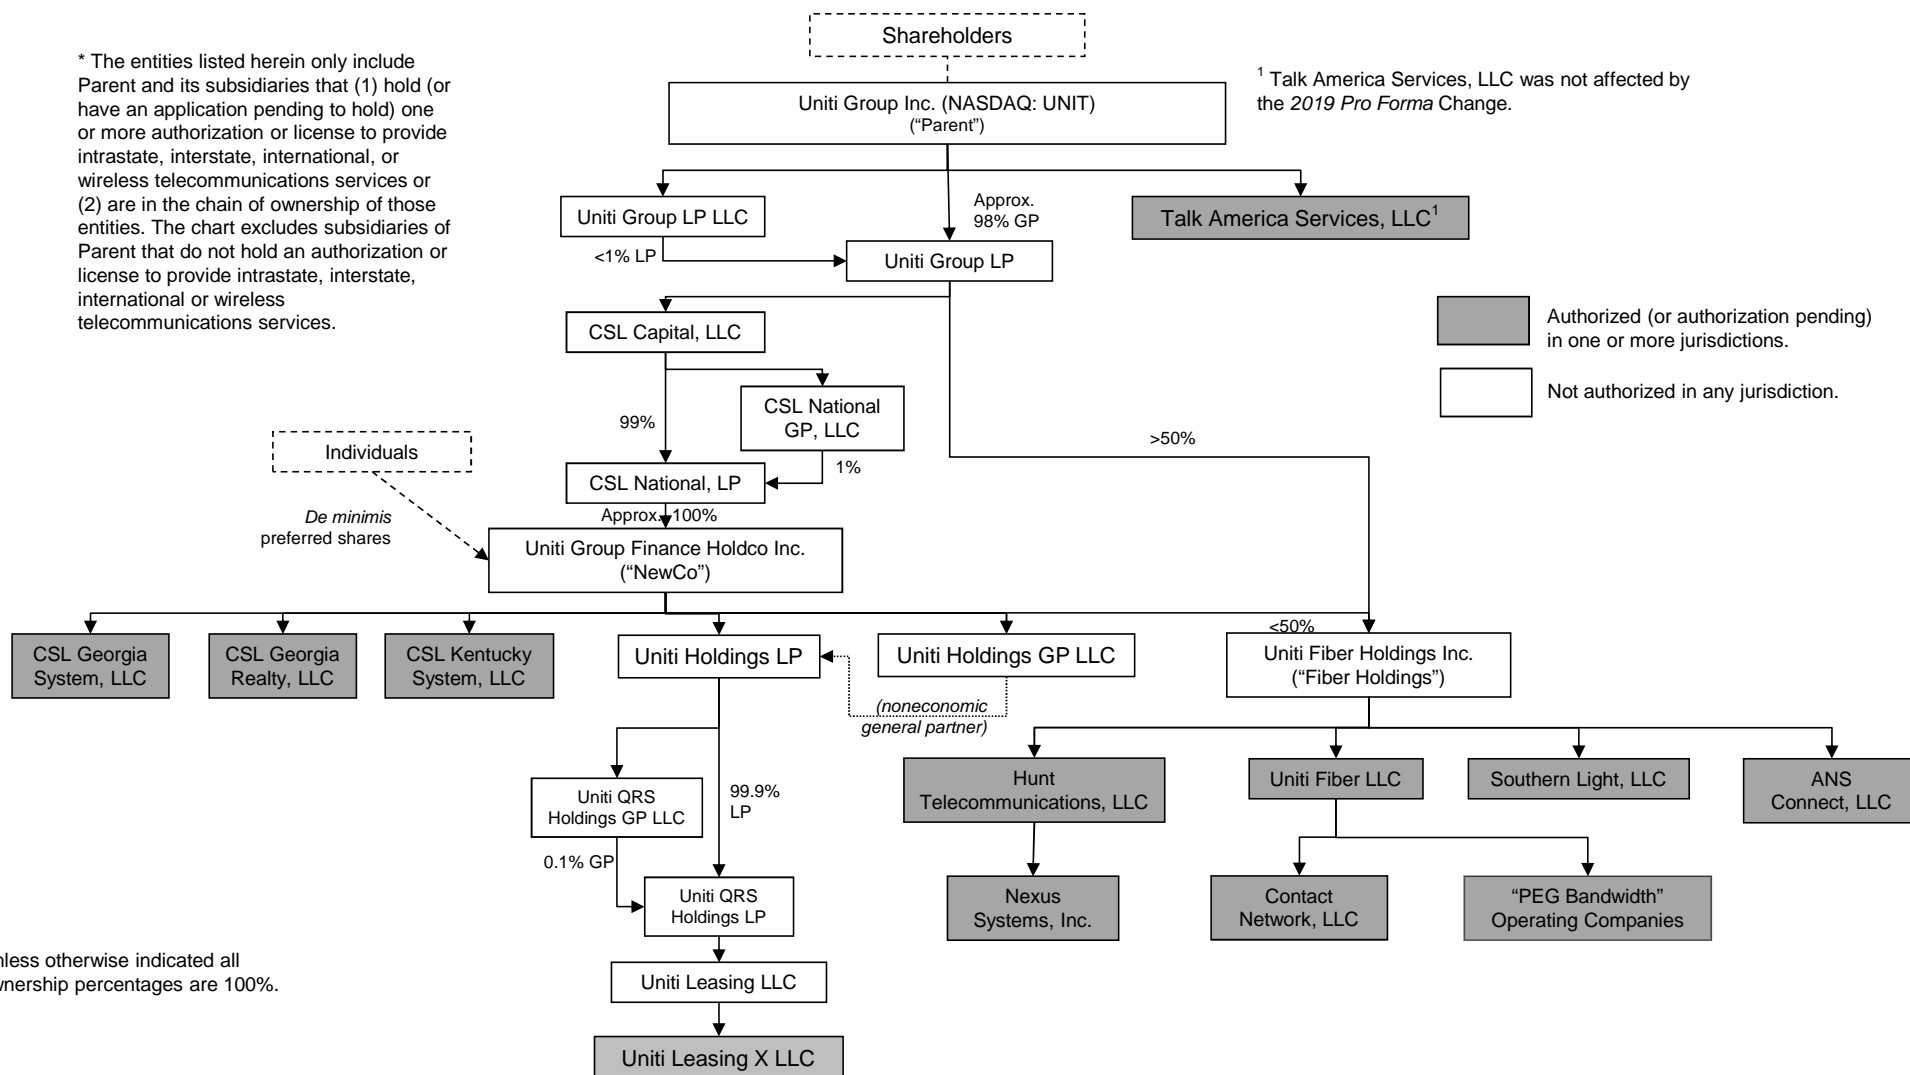 Shareholders
* The entities listed herein only include
Parent and its subsidiaries that (1) hold (or
have an application pending to hold) one
or more authorization or license to provide
intrastate, interstate, international, or
wireless telecommunications services or
(2) are in the chain of ownership of those
entities. The chart excludes subsidiaries of
Parent that do not hold an authorization or
license to provide intrastate, interstate,
international or wireless
telecommunications services.
Uniti Group Inc. (NASDAQ: UNIT)
("Parent")
1 Talk America Services, LLC was not affected by
the 2019 Pro Forma Change.
Uniti Group LP LLC
Approx.
98% GP
Talk America Services, LLC1
<1% LP
Uniti Group LP
CSL Capital, LLC
Authorized (or authorization pending)
in one or more jurisdictions.
Not authorized in any jurisdiction.
99%
CSL National
GP, LLC
>50%
Individuals
1%
CSL National, LP
De minimis
preferred shares
Approx. 100%
Uniti Group Finance Holdco Inc.
("NewCo")
CSL Georgia
System, LLC
CSL Georgia
Realty, LLC
CSL Kentucky
System, LLC
Uniti Holdings LP
Uniti Holdings GP LLC
<50%
Uniti Fiber Holdings Inc.
("Fiber Holdings")
(noneconomic
general partner)
Uniti QRS
Holdings GP LLC
99.9%
LP
Hunt
Telecommunications, LLC
Uniti Fiber LLC
Southern Light, LLC
ANS
Connect, LLC
0.1% GP
Uniti QRS
Holdings LP
Nexus
Systems, Inc.
Contact
Network, LLC
"PEG Bandwidth"
Operating Companies
nless otherwise indicated all
wnership percentages are 100%.
Uniti Leasing LLC
Uniti Leasing X LLC